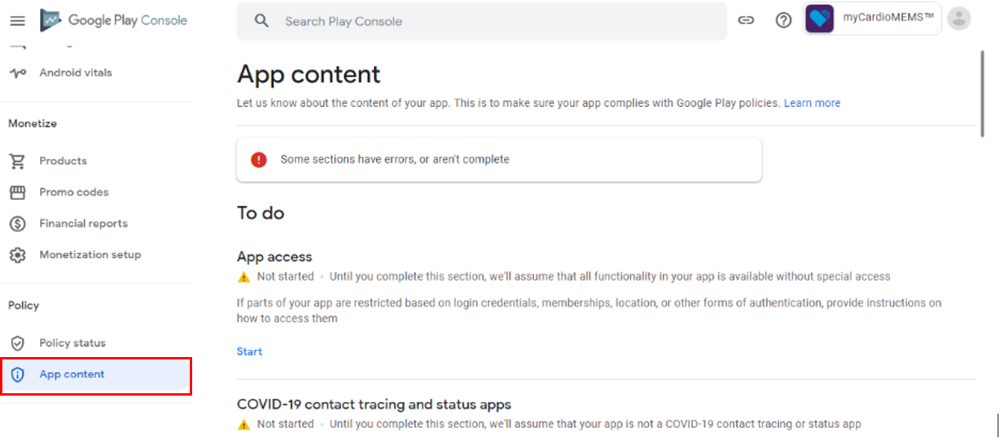 Google Play Console
Search Play Console
myCardioMEMS™
Android vitals
Monetize
Products
Promo codes
Financial reports
Monetization setup
Policy
Policy status
App content
App content
Let us know about the content of your app. This is to make sure your app complies with Google Play policies. Learn more
Some sections have errors, or aren't complete
To do
App access
Not started • Until you complete this section, we'll assume that all functionality in your app is available without special access
If parts of your app are restricted based on login credentials, memberships, location, or other forms of authentication, provide instructions on
how to access them
Start
COVID-19 contact tracing and status apps
Not started • Until you complete this section, we'll assume that your app is not a COVID-19 contact tracing or status app